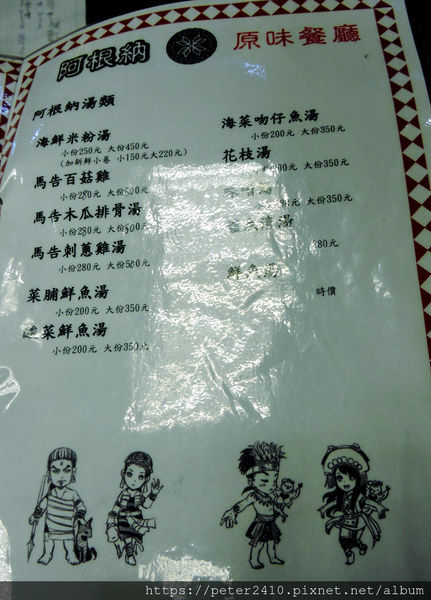 阿根納 原味餐廳
阿根納湯類
海鮮米粉湯
小份250元 大份450元
(加新鮮小卷 小150元大220元)
馬告百菇雞
小份280元 大份500元
馬告木瓜排骨湯
小份280元 大份500元
馬告刺蔥雞湯
小份280元 大份500元
菜脯鮮魚湯
小份200元 大份350元
酸菜鮮魚湯
小份200元 大份350元
海菜吻仔魚湯
小份200元 大份350元
花枝湯
大份350元
大份350元
清湯
鮮魚湯
時價
https://peter2410.pixnet.net/album